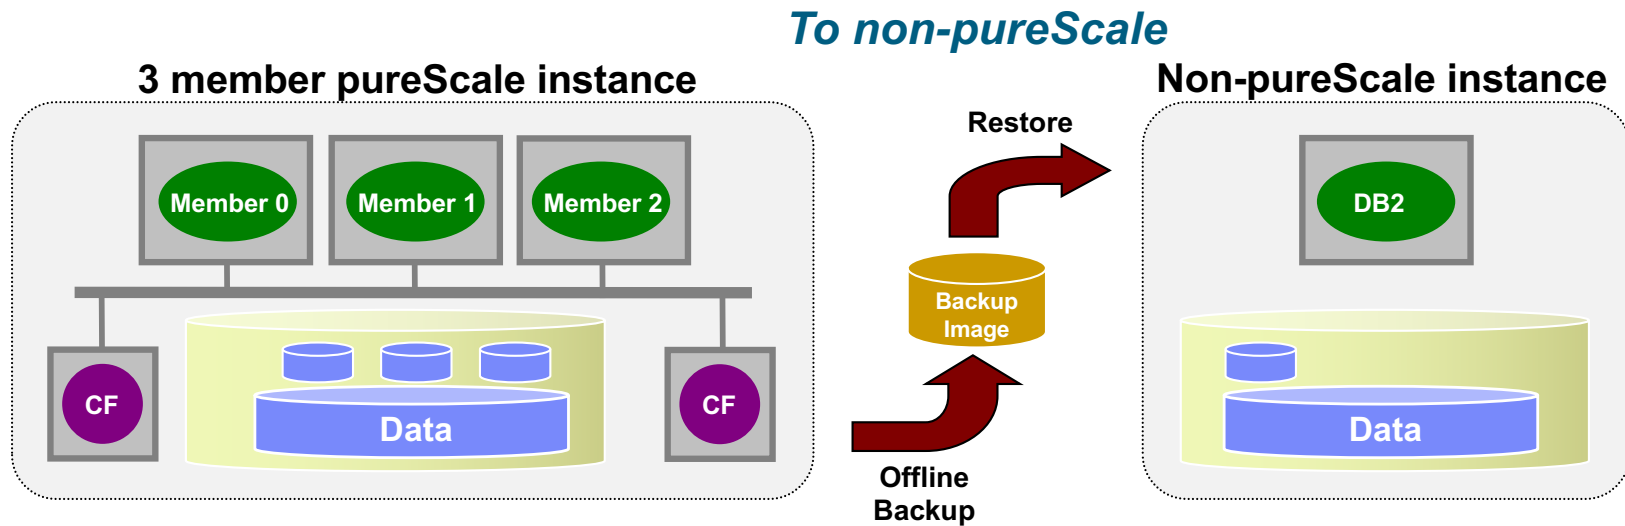 To non-pureScale
3 member pureScale instance
Member 0
Member 1
Member 2
CF
Data
CF
Restore
Backup
Image
Offline
Backup
Non-pureScale instance
DB2
Data